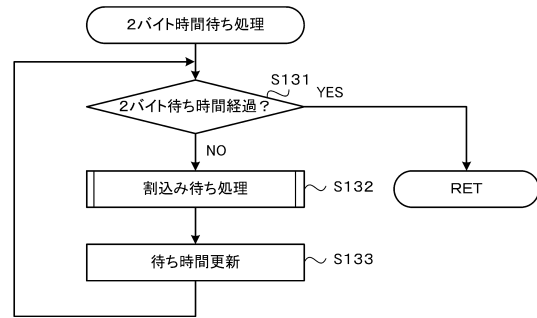 ２バイト時間待ち処理
S131
２バイト待ち時間経過？
YES
NO
割込み待ち処理
S132
RET
待ち時間更新
S133